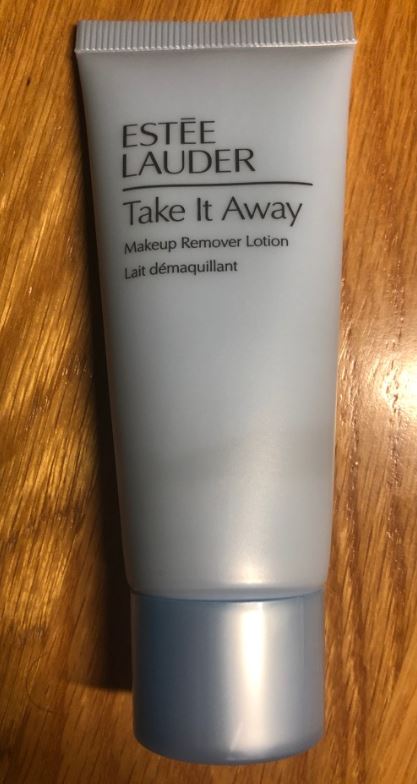 ESTĒE
LAUDER
Take It Away
Makeup Remover Lotion
Lait démaquillant